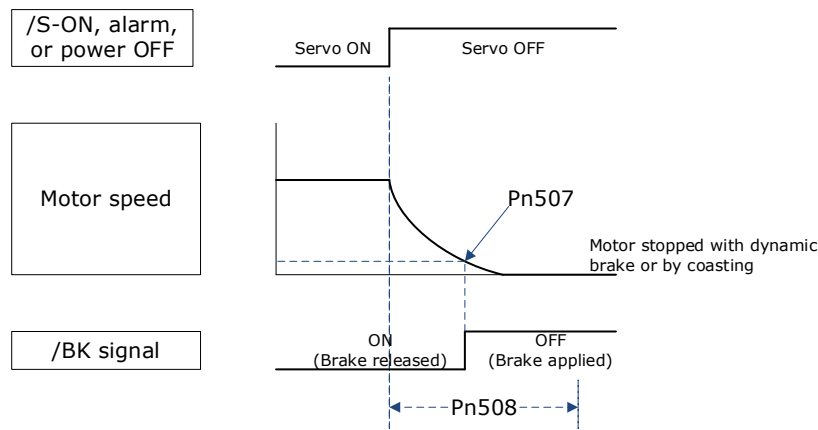 /S-ON, alarm,
or power OFF
Servo ON
Servo OFF
Motor speed
Pn507
Motor stopped with dynamic
brake or by coasting
/BK signal
ON
(Brake released)
OFF
(Brake applied)
Pn508